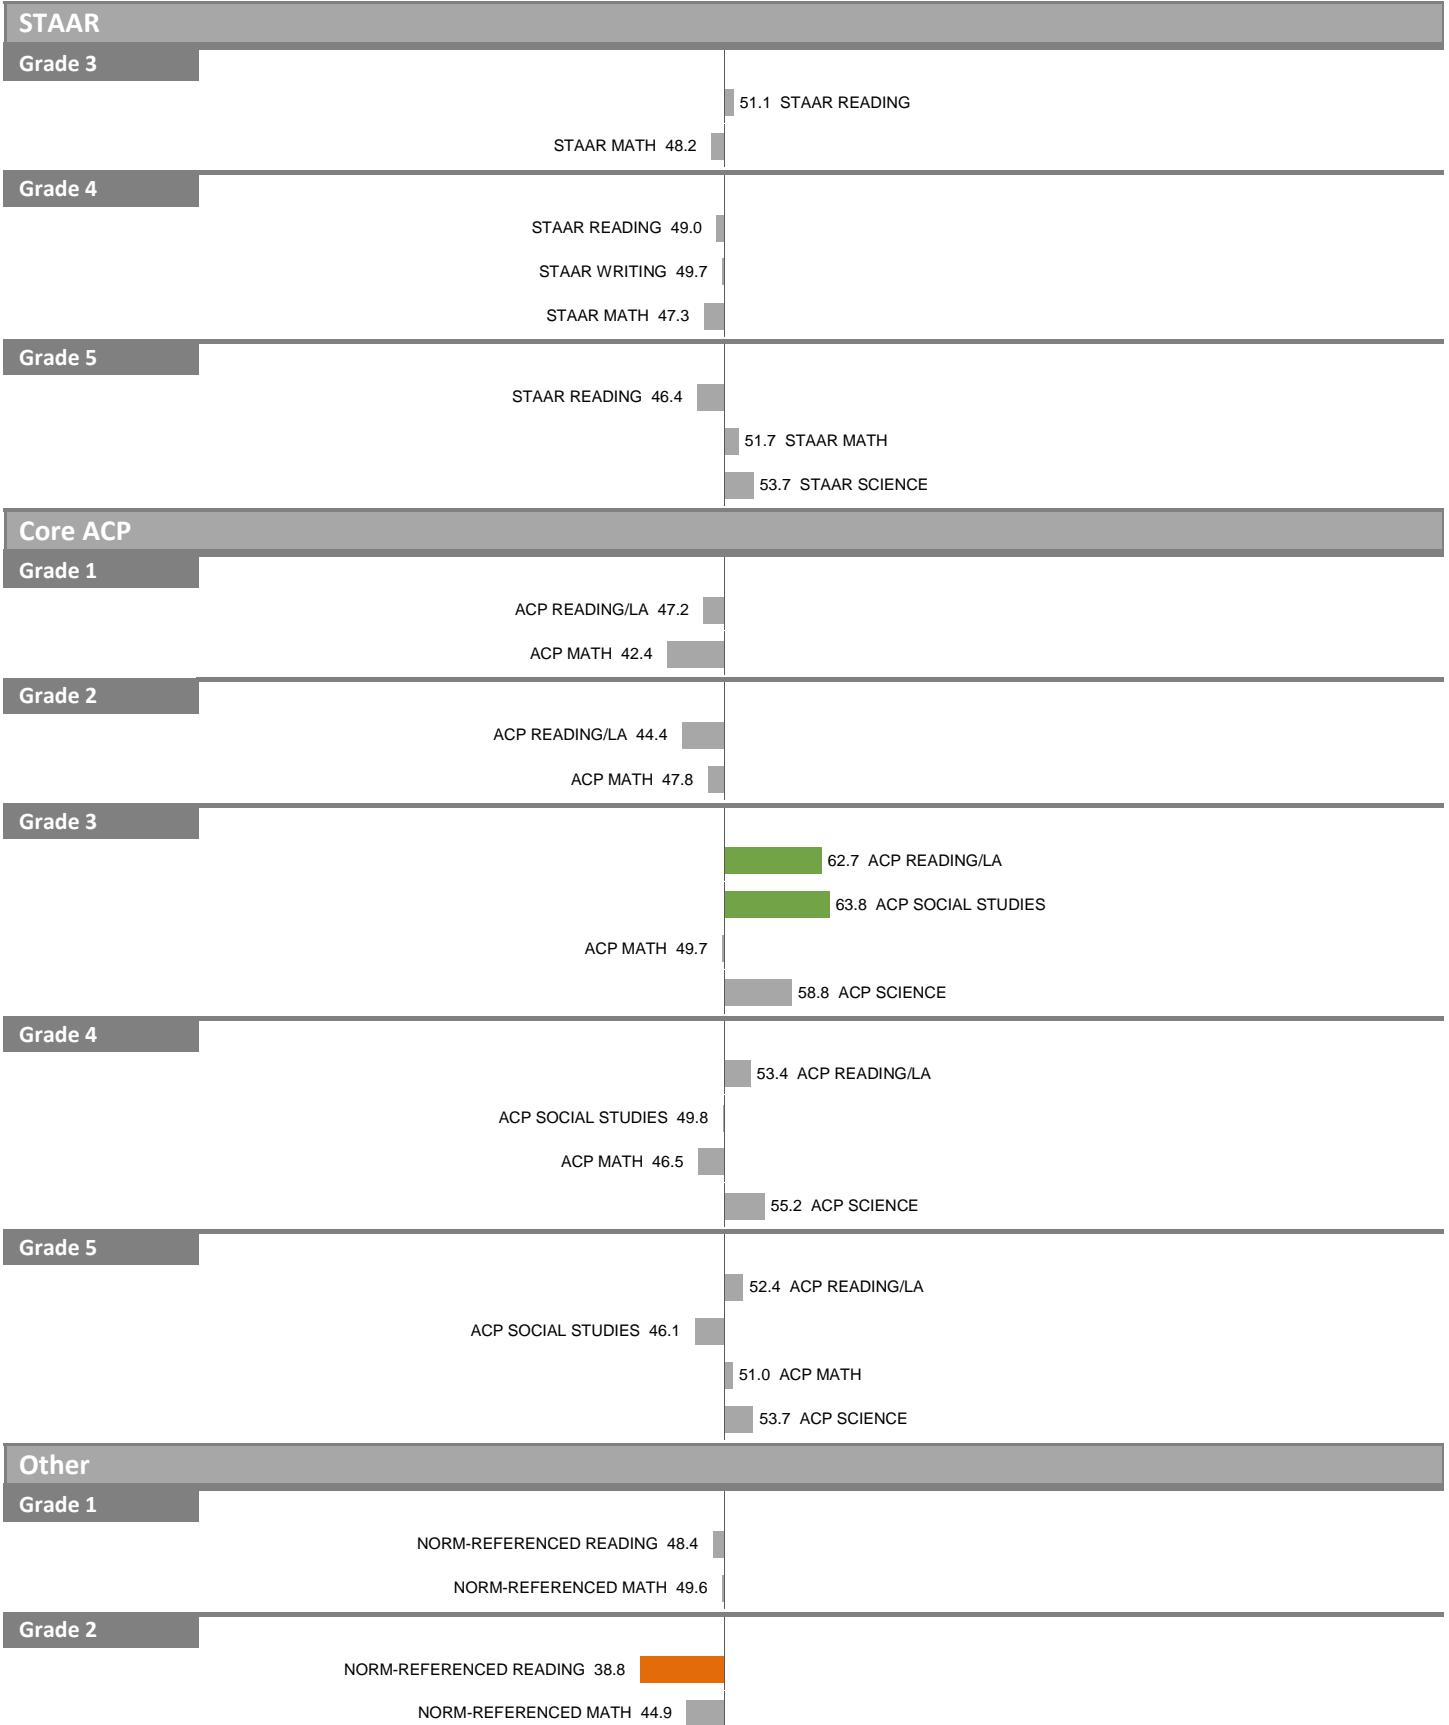 STAAR
Grade 3
51.1 STAAR READING
STAAR MATH 48.2
Grade 4
STAAR READING 49.0
STAAR WRITING 49.7
STAAR MATH 47.3
Grade 5
STAAR READING 46.4
51.7 STAAR MATH
53.7 STAAR SCIENCE
Core ACP
Grade 1
ACP READING/LA 47.2
ACP MATH 42.4
Grade 2
ACP READING/LA 44.4
ACP MATH 47.8
Grade 3
62.7 ACP READING/LA
63.8 ACP SOCIAL STUDIES
ACP MATH 49.7
58.8 ACP SCIENCE
Grade 4
53.4 ACP READING/LA
ACP SOCIAL STUDIES 49.8
ACP MATH 46.5
55.2 ACP SCIENCE
Grade 5
52.4 ACP READING/LA
ACP SOCIAL STUDIES 46.1
51.0 ACP MATH
53.7 ACP SCIENCE
Other
Grade 1
NORM-REFERENCED READING 48.4
NORM-REFERENCED MATH 49.6
Grade 2
NORM-REFERENCED READING 38.8
NORM-REFERENCED MATH 44.9